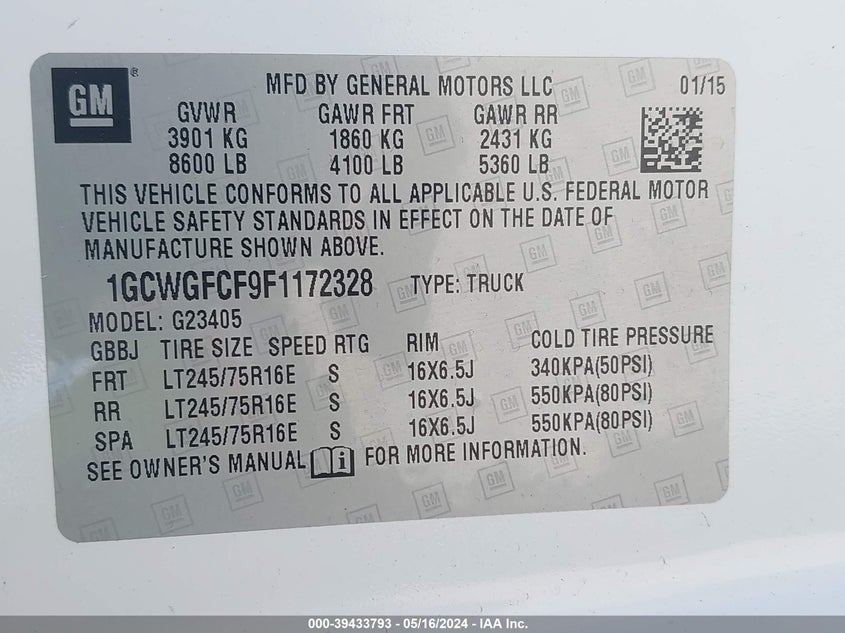 GM ® MFD BY GENERAL MOTORS LLC 01/15
GVWR GAWR FRT GAWR RR
3901 KG 1860 KG 2431 KG
8600 LB 4100 LB 5360 LB
THIS VEHICLE CONFORMS TO ALL APPLICABLE U.S. FEDERAL MOTOR
VEHICLE SAFETY STANDARDS IN EFFECT ON THE DATE OF
MANUFACTURE SHOWN ABOVE.
1GCWGFCF9F1172328 TYPE: TRUCK
MODEL: G23405
GBBJ TIRE SIZE SPEED RTG RIM COLD TIRE PRESSURE
FRT LT245/75R16E S 16X6.5J 340KPA(50PSI)
RR LT245/75R16E S 16X6.5J 550KPA(80PSI)
SPA LT245/75R16E S 16X6.5J 550KPA(80PSI)
SEE OWNER'S MANUAL i FOR MORE INFORMATION.
000-39433793 - 05/16/2024 - IAA Inc.